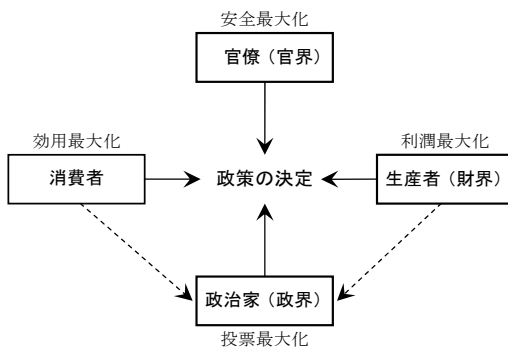 安全最大化
官僚（官界）
効用最大化
利潤最大化
消費者
政策の決定
生産者（財界）
政治家（政界）
投票最大化